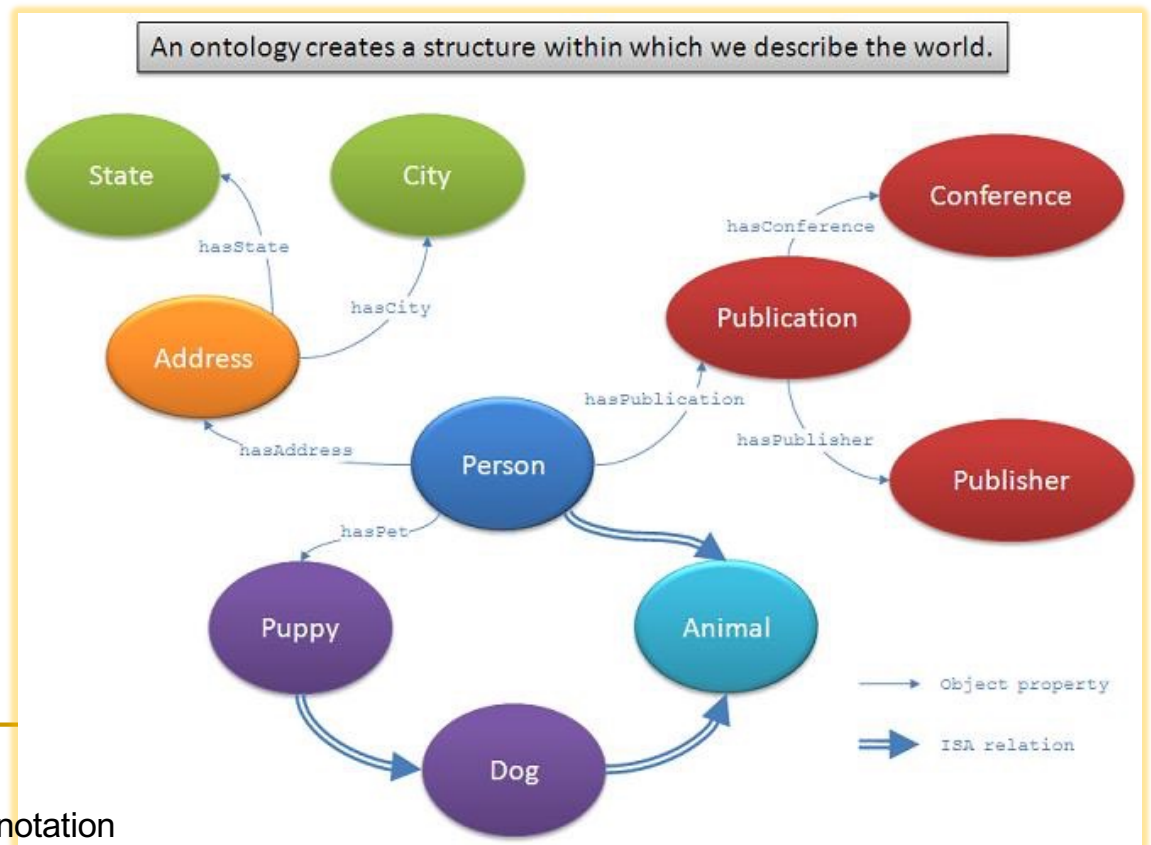 An ontology creates a structure within which we describe the world.
State
City
Conference
hasConference
hasState
hasCity
Publication
Address
hasPublication
hasPublisher
hasAddress
Person
Publisher
hasPet
Puppy
Animal
Object property
ISA relation
Dog
notation